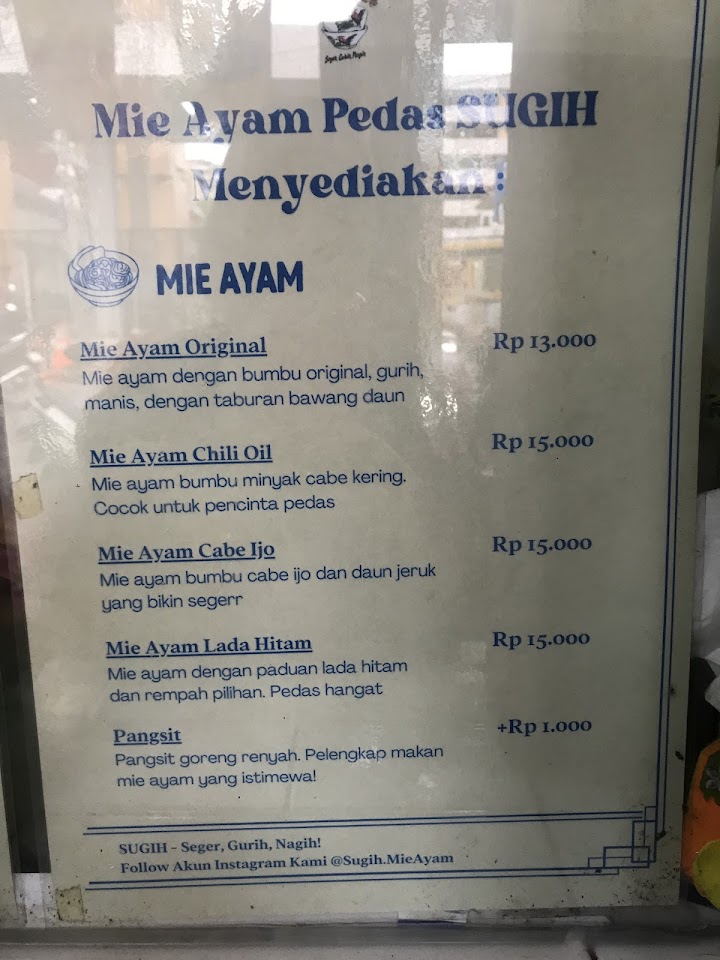 Seger, Gurih, Nagih
Mie Ayam Pedas SUGIH
Menyediakan :
MIE AYAM
Mie Ayam Original Rp 13.000
Mie ayam dengan bumbu original, gurih,
manis, dengan taburan bawang daun
Mie Ayam Chili Oil Rp 15.000
Mie ayam bumbu minyak cabe kering.
Cocok untuk pencinta pedas
Mie Ayam Cabe Ijo Rp 15.000
Mie ayam bumbu cabe ijo dan daun jeruk
yang bikin segerr
Mie Ayam Lada Hitam Rp 15.000
Mie ayam dengan paduan lada hitam
dan rempah pilihan. Pedas hangat
Pangsit +Rp 1.000
Pangsit goreng renyah. Pelengkap makan
mie ayam yang istimewa!
SUGIH - Seger, Gurih, Nagih!
Follow Akun Instagram Kami @Sugih.MieAyam